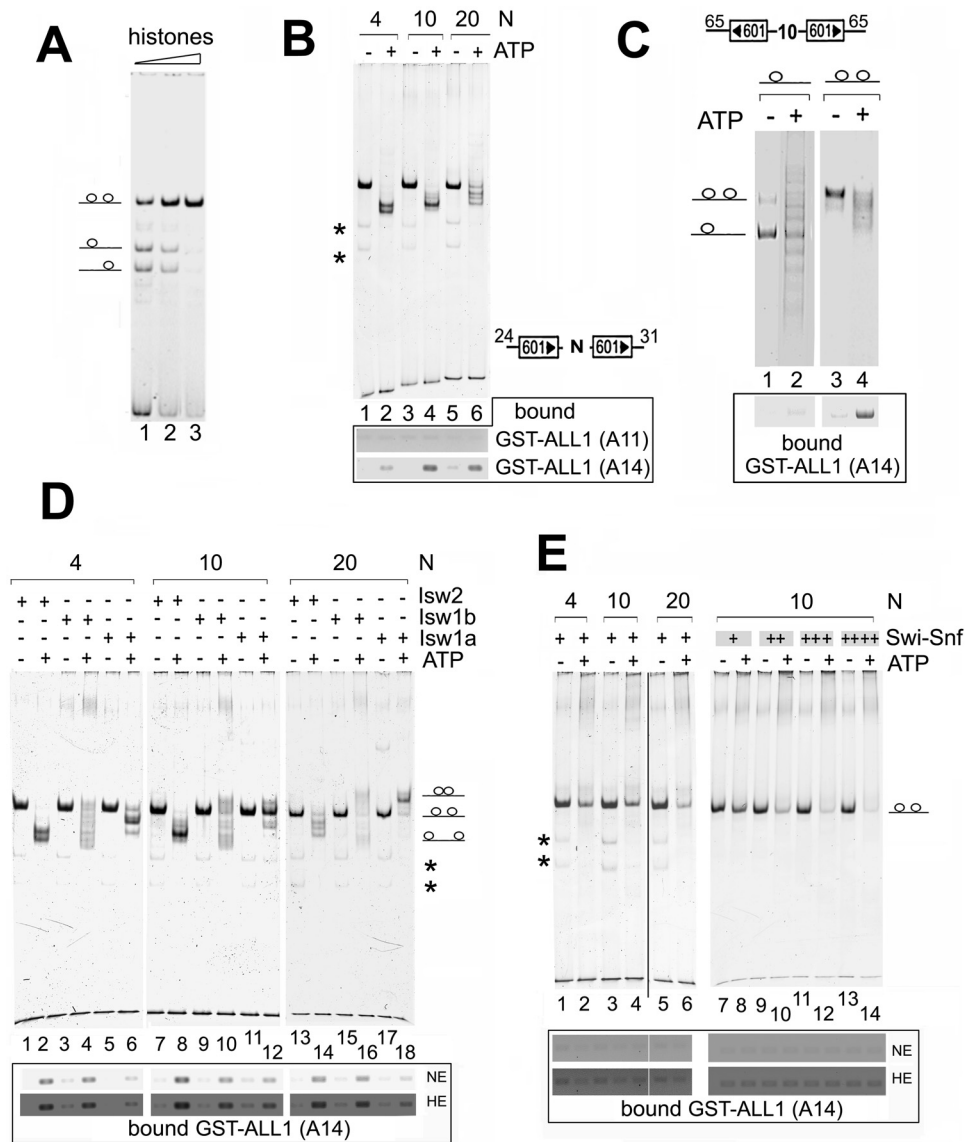 A
histones
1 2 3
B
4 10 20 N
- + - + - + ATP
*
*
24 601 N 601 31
1 2 3 4 5 6 bound
GST-ALL1 (A11)
GST-ALL1 (A14)
C
65 601 -10- 601 65
ATP - + - +
1 2 3 4
bound
GST-ALL1 (A14)
D
4 10 20 N
+ + + + + + Isw2
+ + + + + + Isw1b
+ + + + + + Isw1a
- + - + - + - + - + - + - + - + - + ATP
*
*
1 2 3 4 5 6 7 8 9 10 11 12 13 14 15 16 17 18
NE
HE
bound GST-ALL1 (A14)
E
4 10 20 10 N
+ + + + + + + ++ +++ ++++ Swi-Snf
- + - + - + - + - + - + - + ATP
*
*
1 2 3 4 5 6 7 8 9 10 11 12 13 14
NE
HE
bound GST-ALL1 (A14)